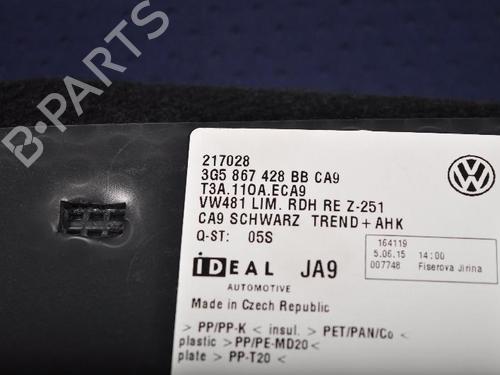 B-PARTS
217028
3G5 867 428 BB CA9
T3A.110A.ECA9
VW481 LIM. RDH RE Z-251
CA9 SCHWARZ TREND+AHK
Q-ST: 05S
IDEAL JA9
AUTOMOTIVE
Made in Czech Republic
164119
5.06.15 14:00
007748 Fiserova Jirina
> PP/PP-K < insul. > PET/PAN/Co <
plastic >PP/PE-MD20<
plate > PP-T20<